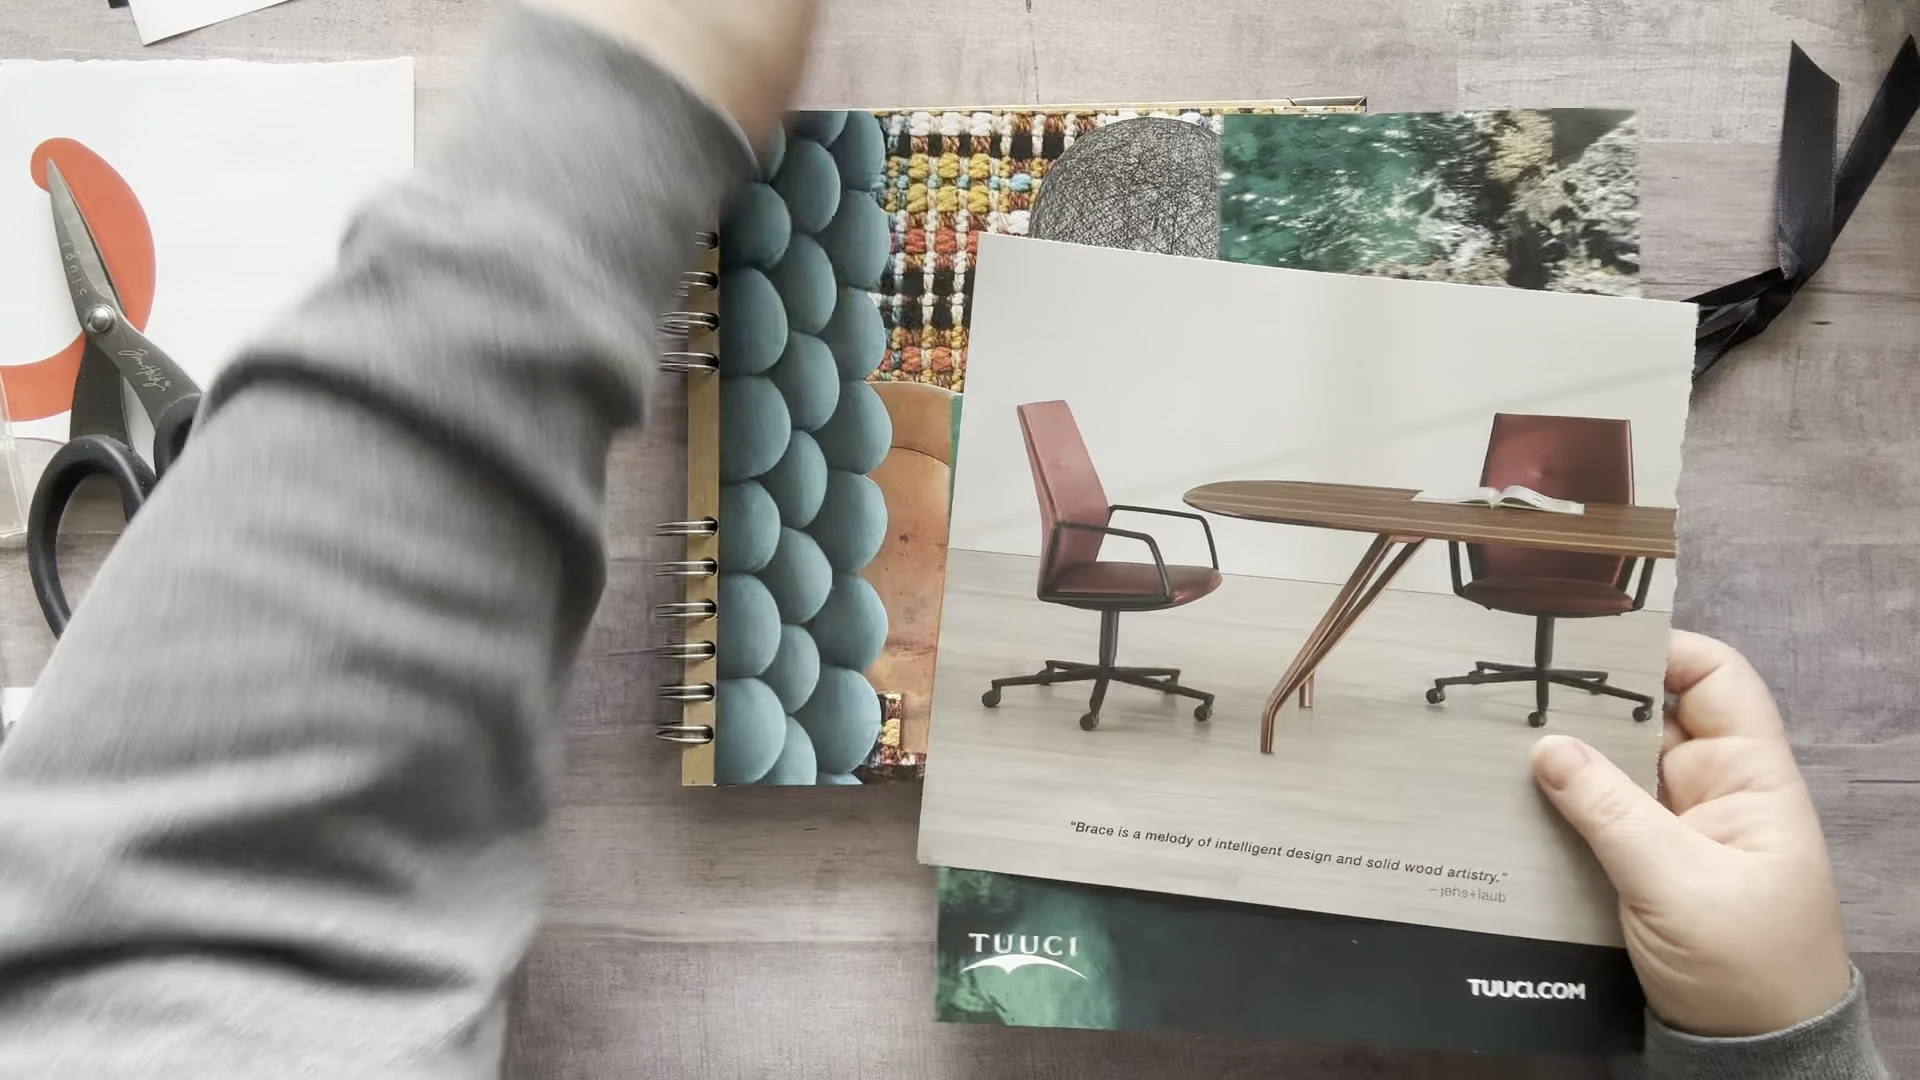 "Brace is a melody of intelligent design and solid wood artistry."
– jehs+laub
TUUCI
TUUCI.COM